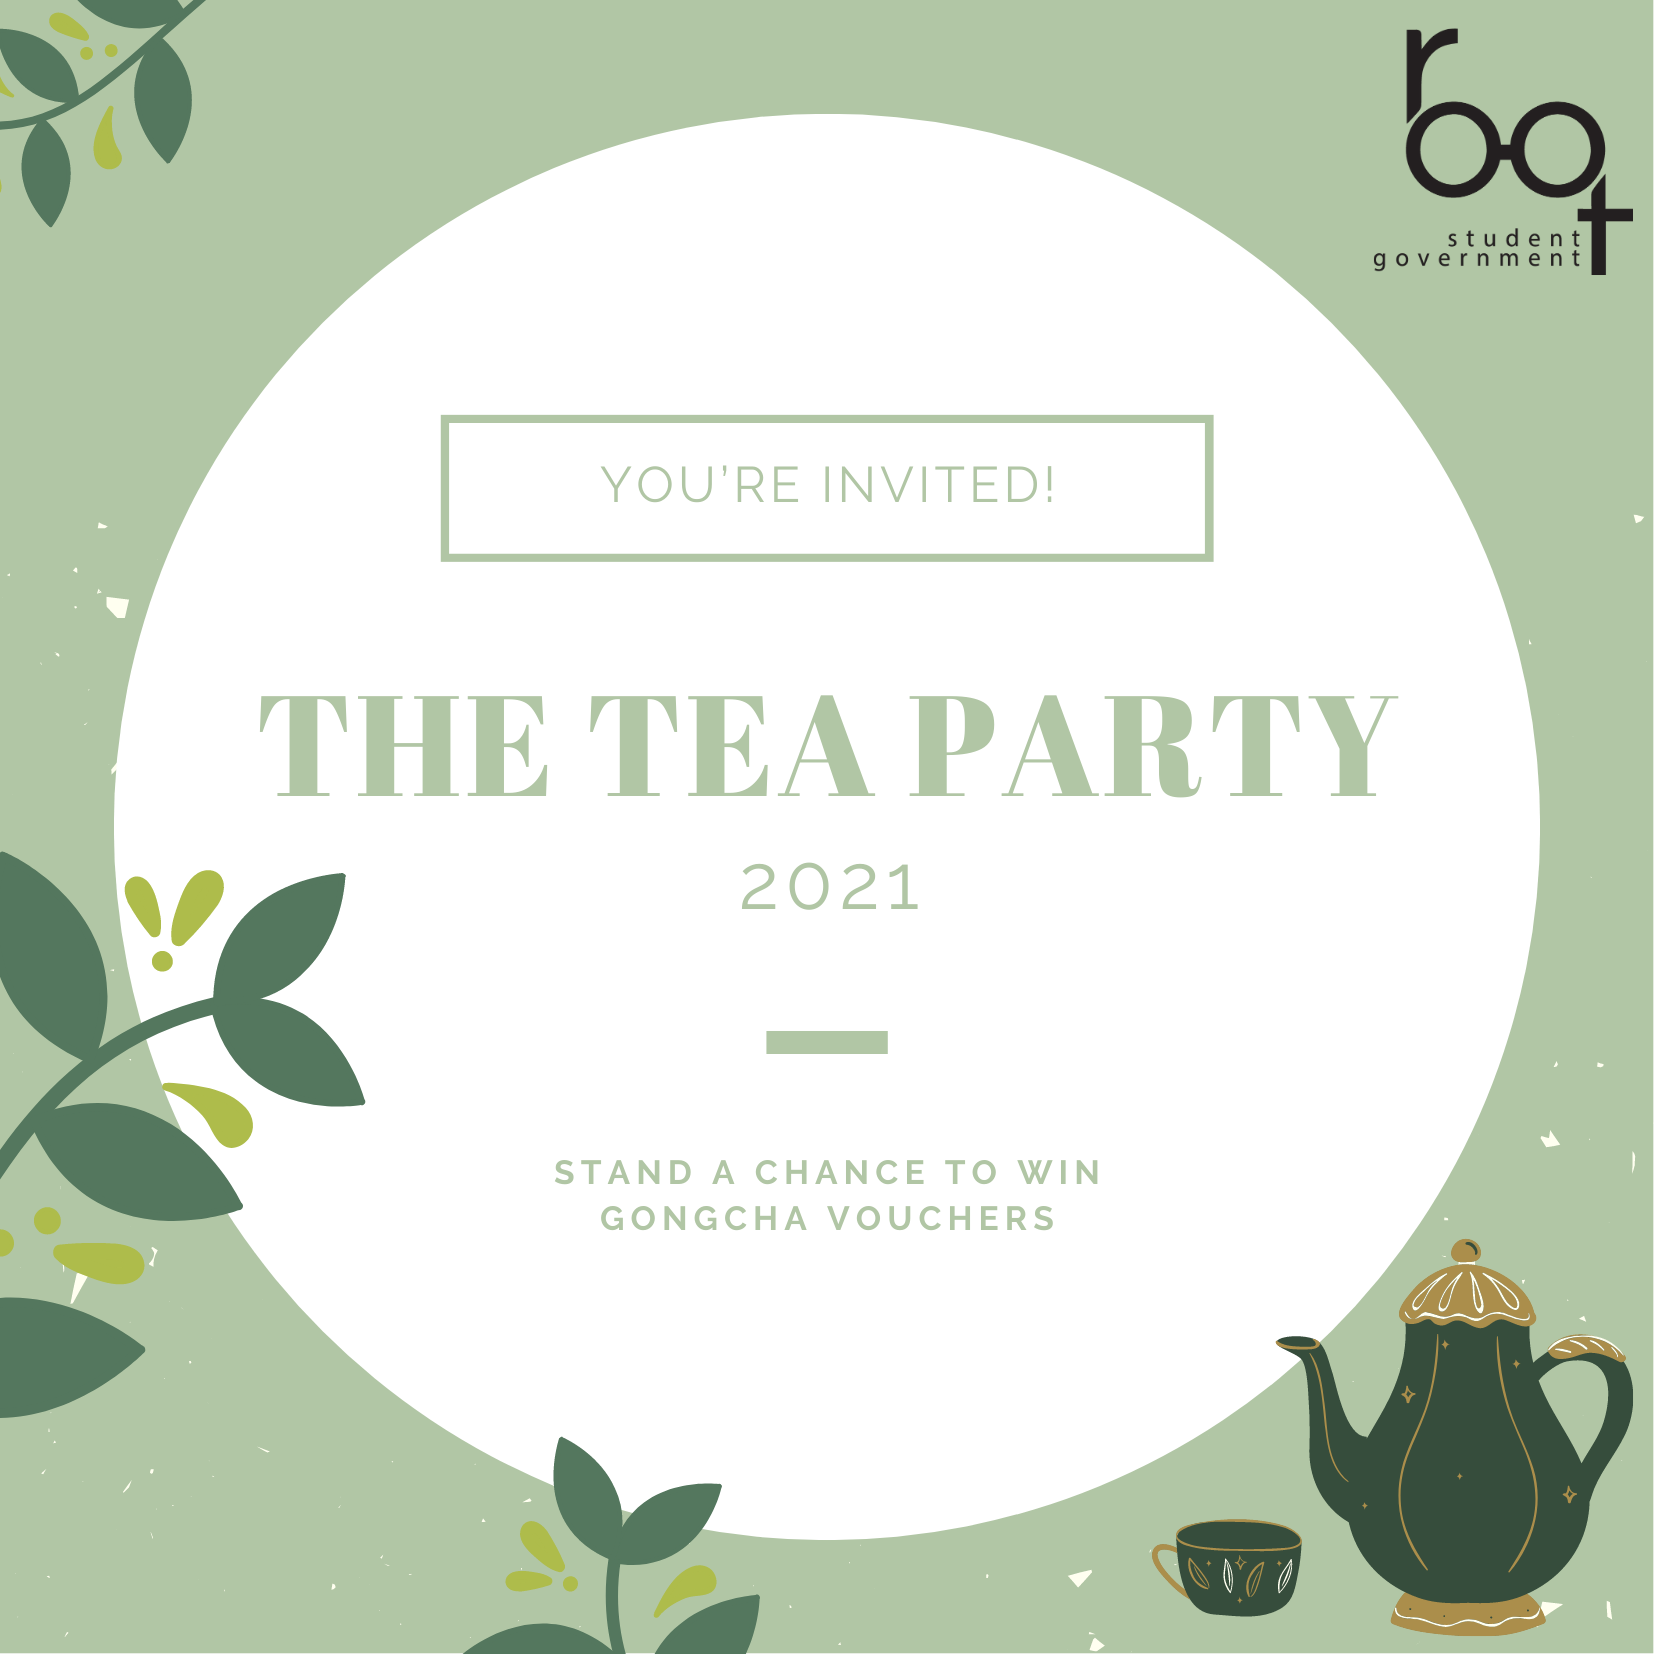 root
student
government
YOU'RE INVITED!
THE TEA PARTY
2021
STAND A CHANCE TO WIN
GONGCHA VOUCHERS